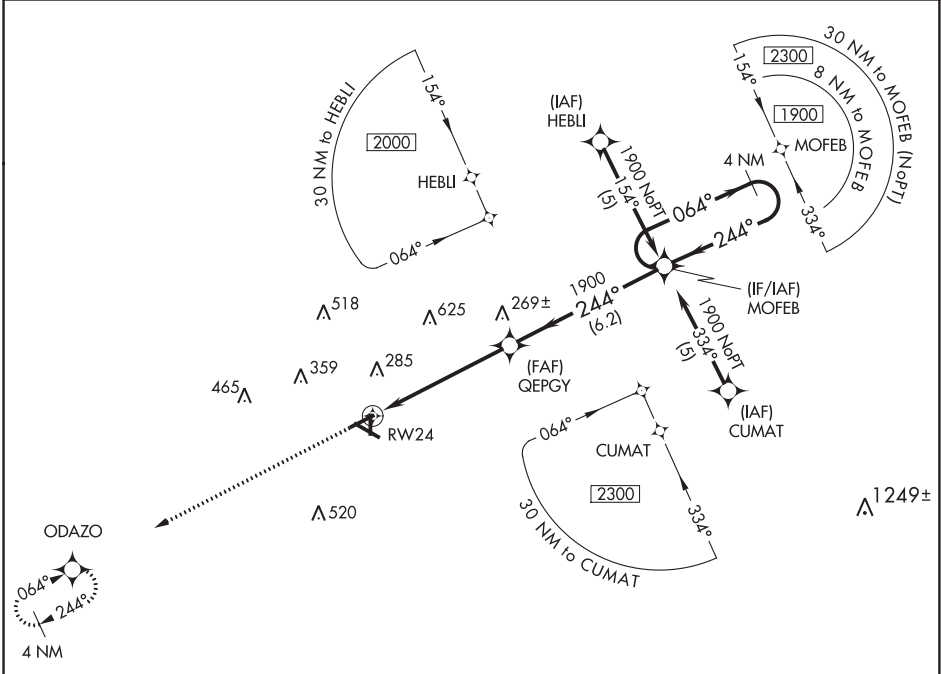 30 NM to HEBLI
154°
2000
HEBLI
064°
(IAF)
HEBLI
1900 NoPT
154°
(5)
4 NM
064°
244°
2300
30 NM to MOFEB (NoPT)
8 NM to MOFEB
154°
1900
MOFEB
334°
(IF/IAF)
MOFEB
1900
244°
(6.2)
518
625
269±
(FAF)
QEPGY
465
359
285
RW24
1900 NoPT
334°
(5)
(IAF)
CUMAT
064°
CUMAT
2300
334°
30 NM to CUMAT
1249±
520
ODAZO
064°
244°
4 NM